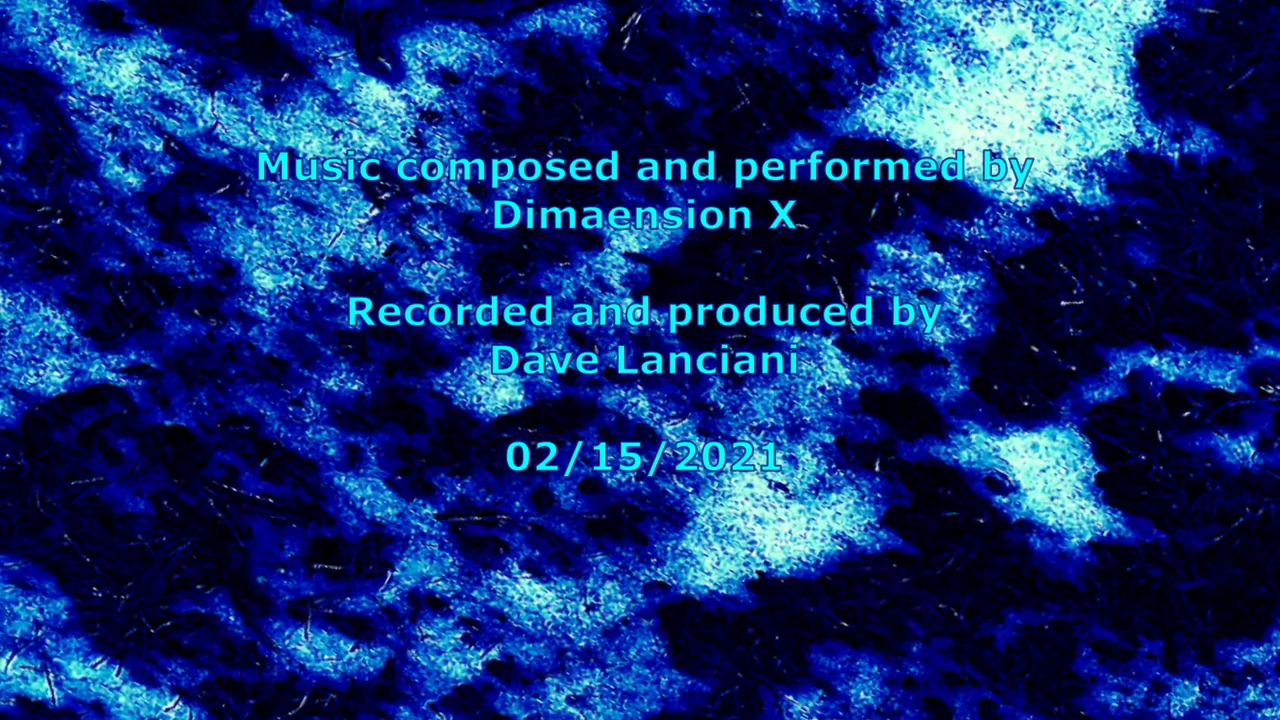 Music composed and performed by
Dimaension X
Recorded and produced by
Dave Lanciani
02/15/2021